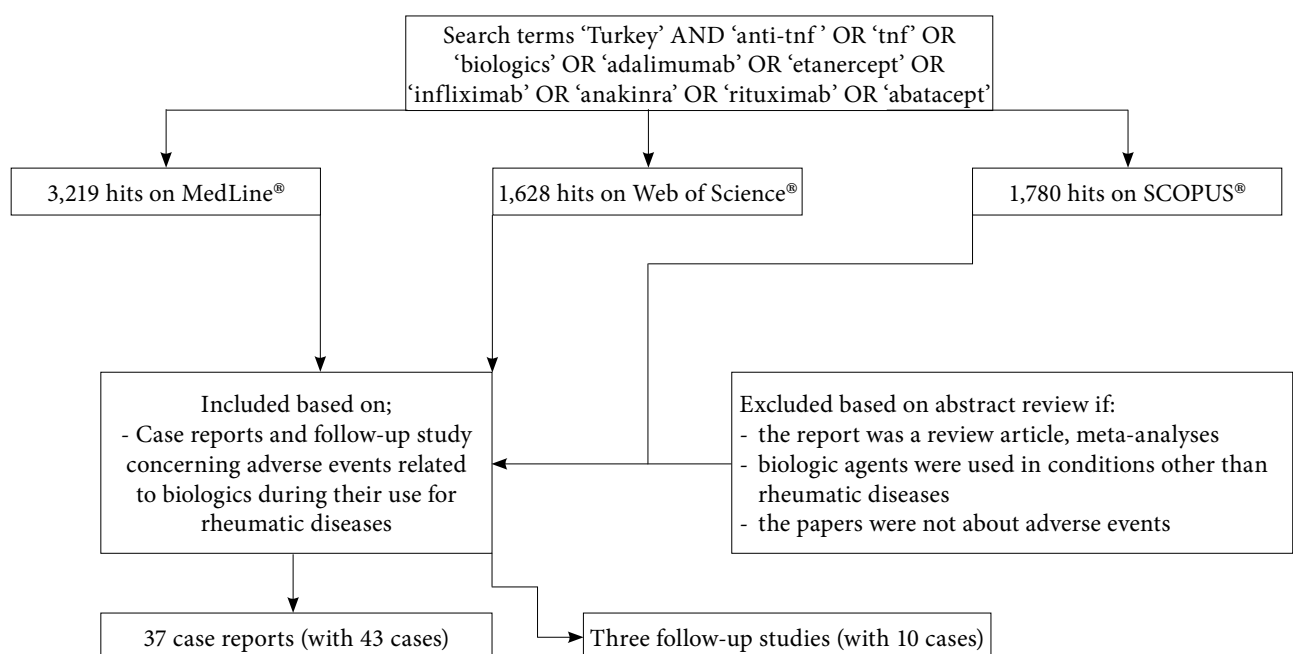 Search terms ‘Turkey’ AND ‘anti-tnf ’ OR ‘tnf’ OR
‘biologics’ OR ‘adalimumab’ OR ‘etanercept’ OR
‘infliximab’ OR ‘anakinra’ OR ‘rituximab’ OR ‘abatacept’
3,219 hits on MedLine®
1,628 hits on Web of Science®
1,780 hits on SCOPUS®
Included based on;
- Case reports and follow-up study
concerning adverse events related
to biologics during their use for
rheumatic diseases
Excluded based on abstract review if:
- the report was a review article, meta-analyses
- biologic agents were used in conditions other than
rheumatic diseases
- the papers were not about adverse events
37 case reports (with 43 cases)
Three follow-up studies (with 10 cases)